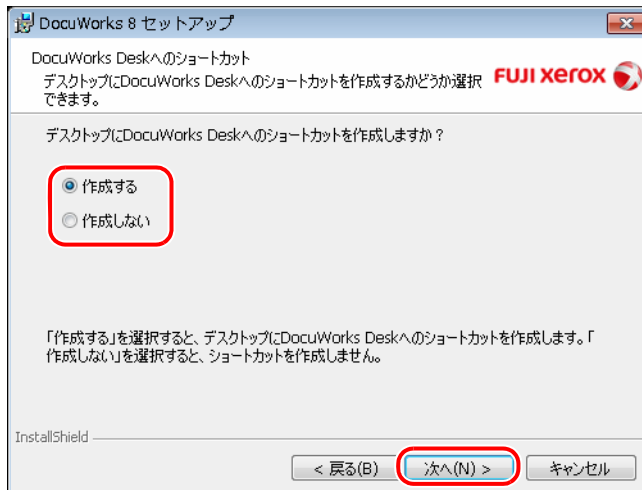 DocuWorks 8 セットアップ
DocuWorks Deskへのショートカット
デスクトップにDocuWorks Deskへのショートカットを作成するかどうか選択
できます。
FUJI xerox
デスクトップにDocuWorks Deskへのショートカットを作成しますか？
作成する
作成しない
「作成する」を選択すると、デスクトップにDocuWorks Deskへのショートカットを作成します。「
作成しない」を選択すると、ショートカットを作成しません。
InstallShield
< 戻る(B)
次へ(N) >
キャンセル